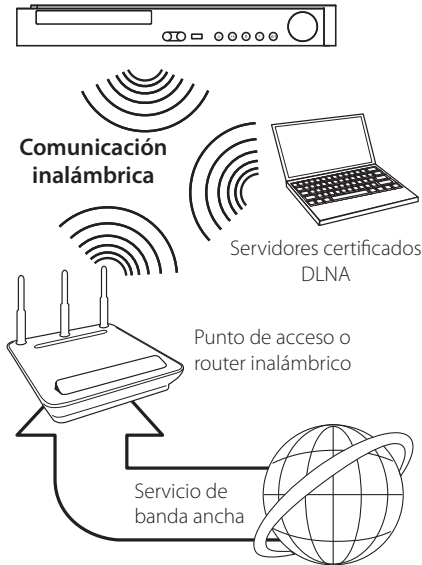 Comunicación
inalámbrica
Servidores certificados
DLNA
Punto de acceso o
router inalámbrico
Servicio de
banda ancha